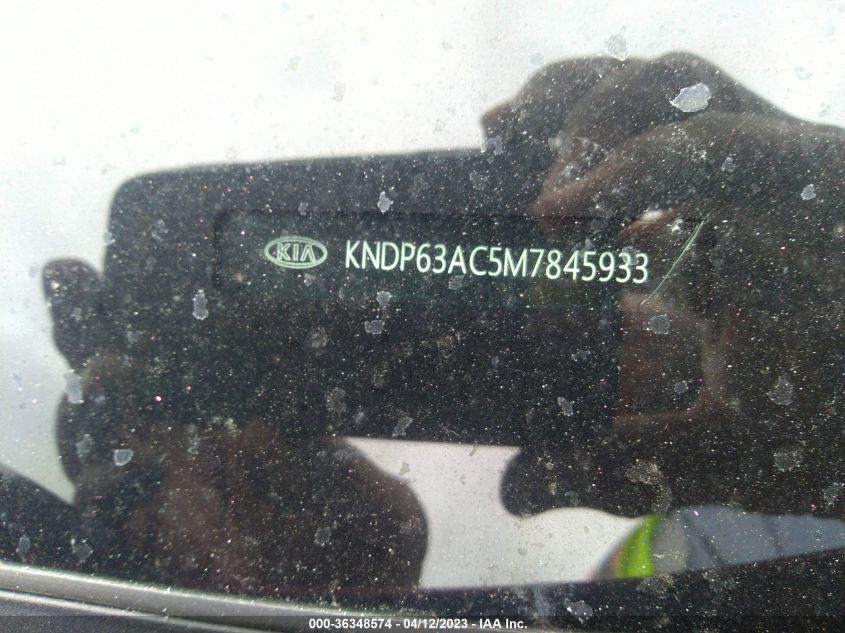 KIA KNDP63AC5M7845933
000-36348574 - 04/12/2023 - IAA Inc.